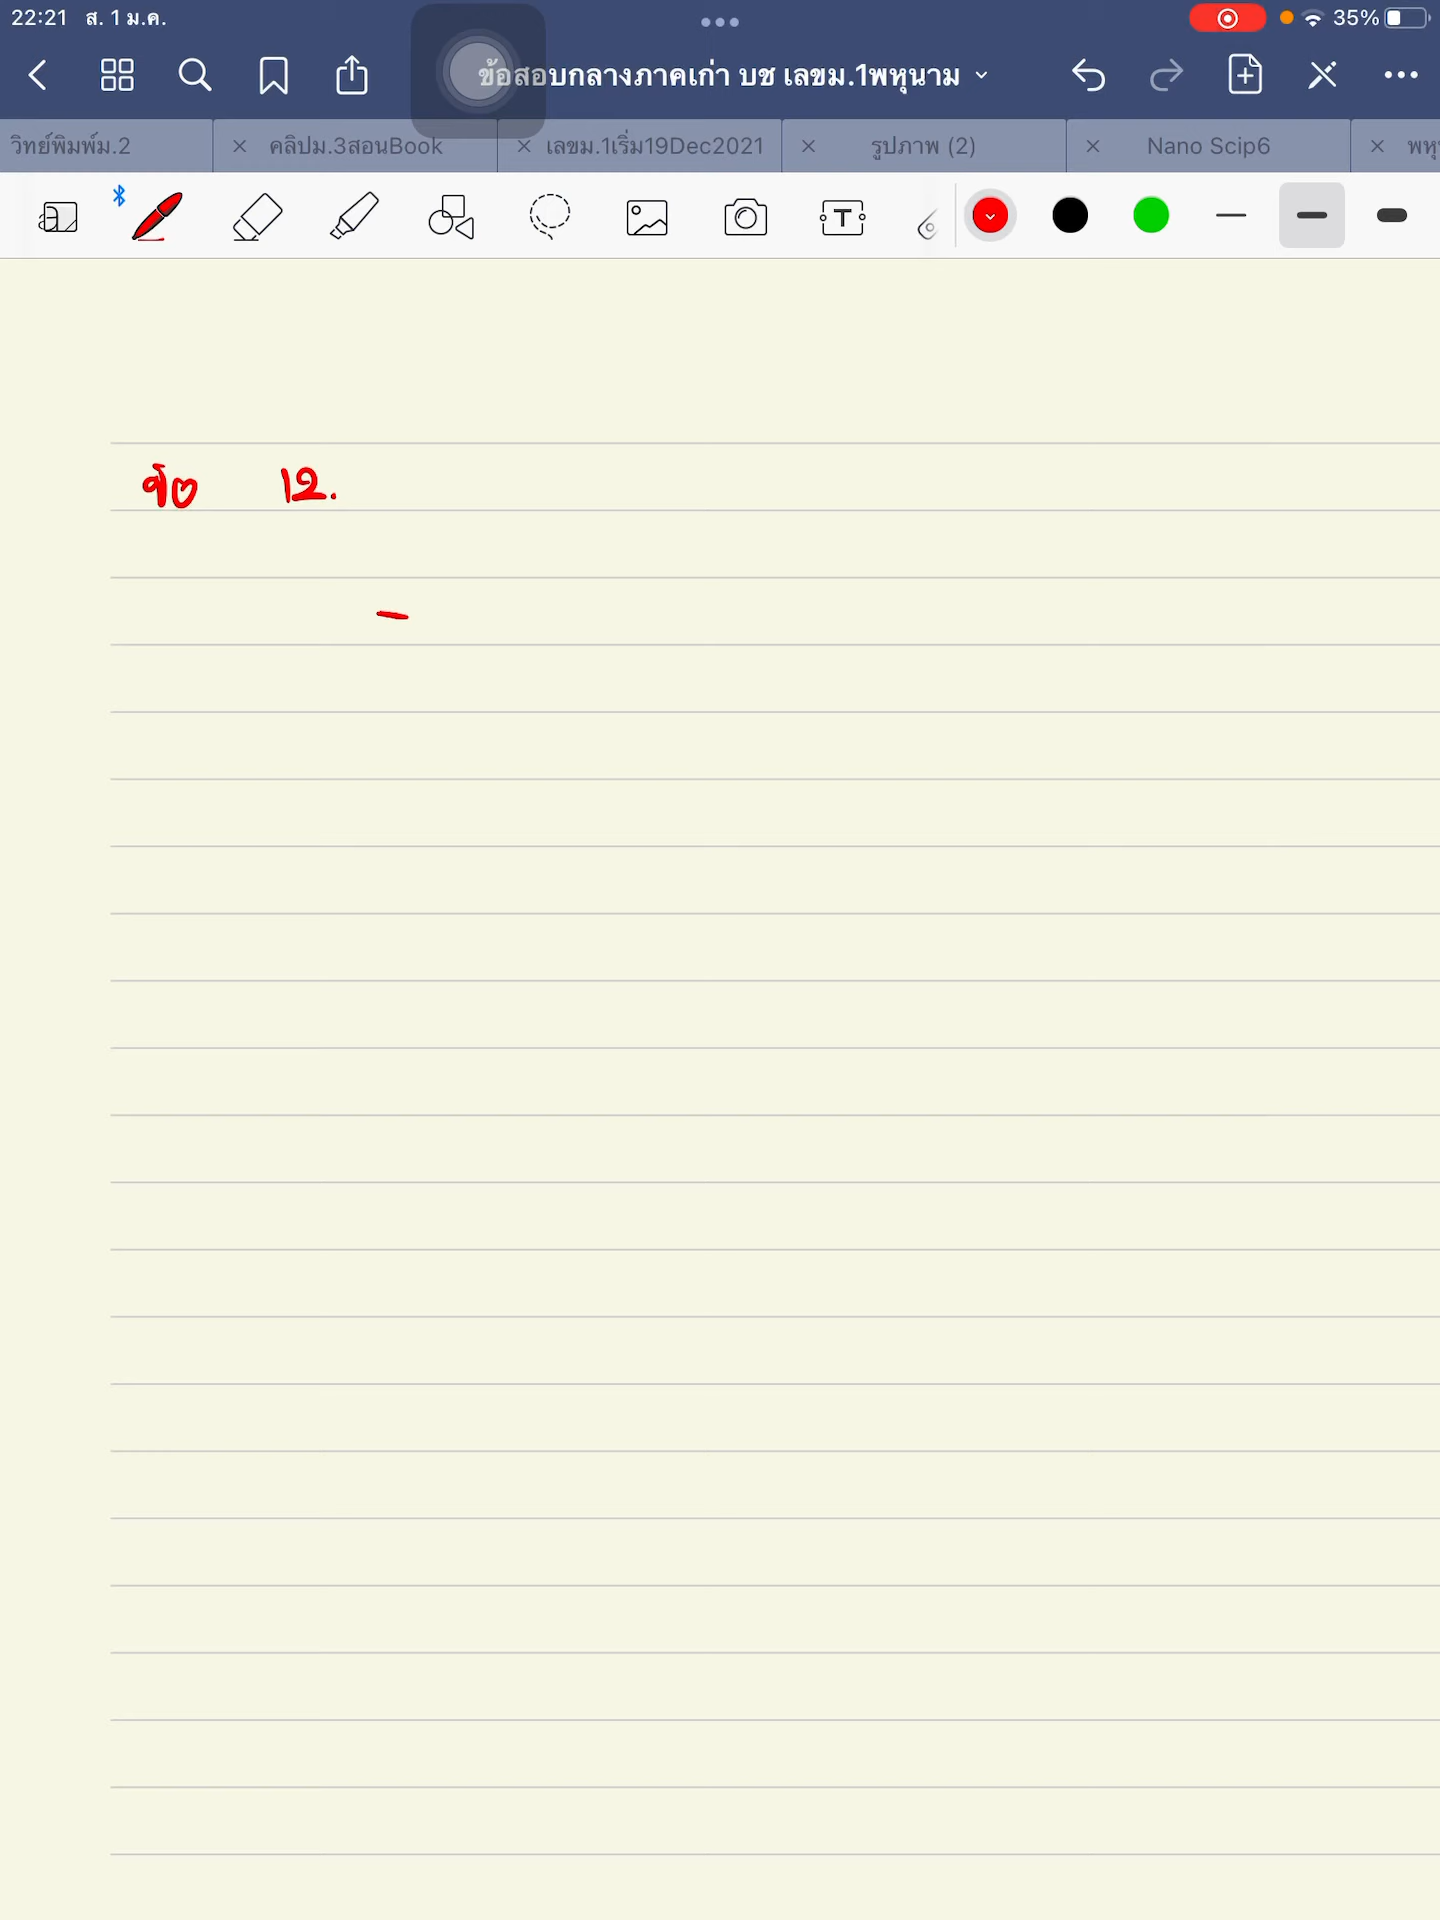 22:21 ส. 1 ม.ค. 35%
ข้อสอบกลางภาคเก่า บช เลขม.1พหุนาม
วิทย์พิมพ์ม.2 คลิปม.3สอนBook เลขม.1เริ่ม19Dec2021 รูปภาพ (2) Nano Scip6 พหุ
T
ข้อ 12.
-